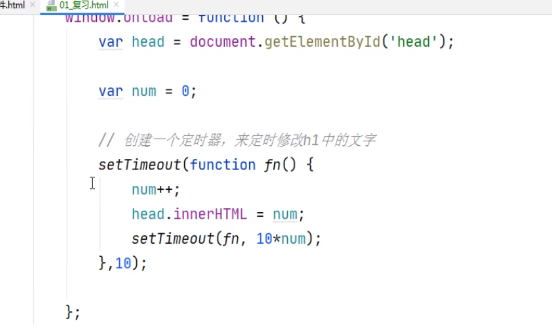 件.html 01_复习.html
window.onload = function () {
var head = document.getElementById('head');
var num = 0;
// 创建一个定时器，来定时修改h1中的文字
setTimeout(function fn() {
num++;
head.innerHTML = num;
setTimeout(fn, 10*num);
},10);
};